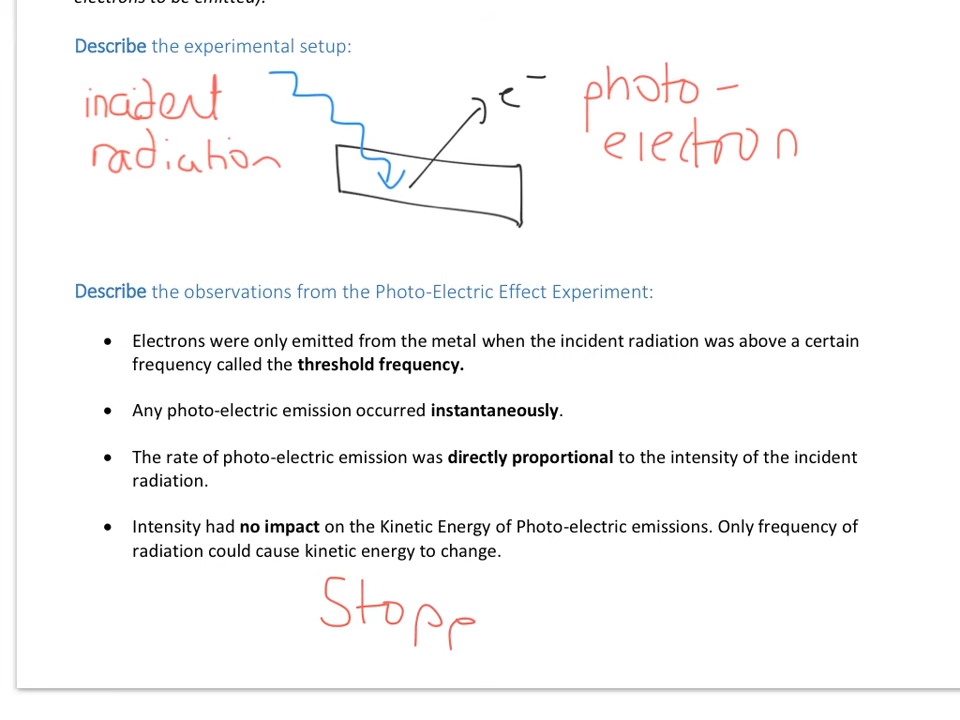 electrons to be emitted).
Describe the experimental setup:
incident
radiation
e⁻
photo-
electron
Describe the observations from the Photo-Electric Effect Experiment:
• Electrons were only emitted from the metal when the incident radiation was above a certain
frequency called the threshold frequency.
• Any photo-electric emission occurred instantaneously.
• The rate of photo-electric emission was directly proportional to the intensity of the incident
radiation.
• Intensity had no impact on the Kinetic Energy of Photo-electric emissions. Only frequency of
radiation could cause kinetic energy to change.
Stopp